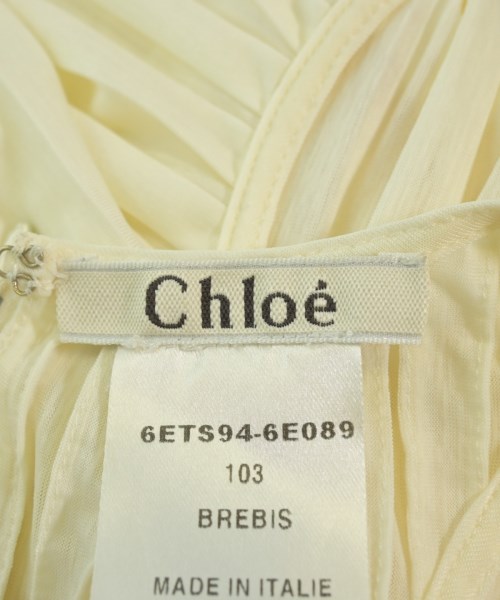 Chloé
6ETS94-6E089
103
BREBIS
MADE IN ITALIE